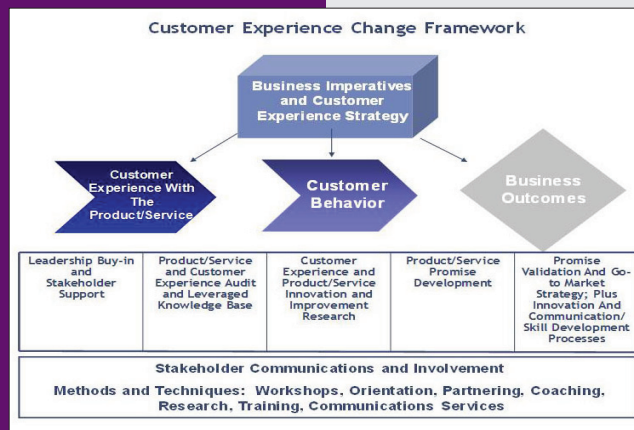 Customer Experience Change Framework
Business Imperatives
and Customer
Experience Strategy
Customer
Experience With
The
Product/Service
Customer
Behavior
Business
Outcomes
Leadership Buy-in
and
Stakeholder
Support
Product/Service
and Customer
Experience Audit
and Leveraged
Knowledge Base
Customer
Experience and
Product/Service
Innovation and
Improvement
Research
Product/Service
Promise
Development
Promise
Validation And Go-
to Market
Strategy; Plus
Innovation And
Communication/
Skill Development
Processes
Stakeholder Communications and Involvement
Methods and Techniques: Workshops, Orientation, Partnering, Coaching,
Research, Training, Communications Services